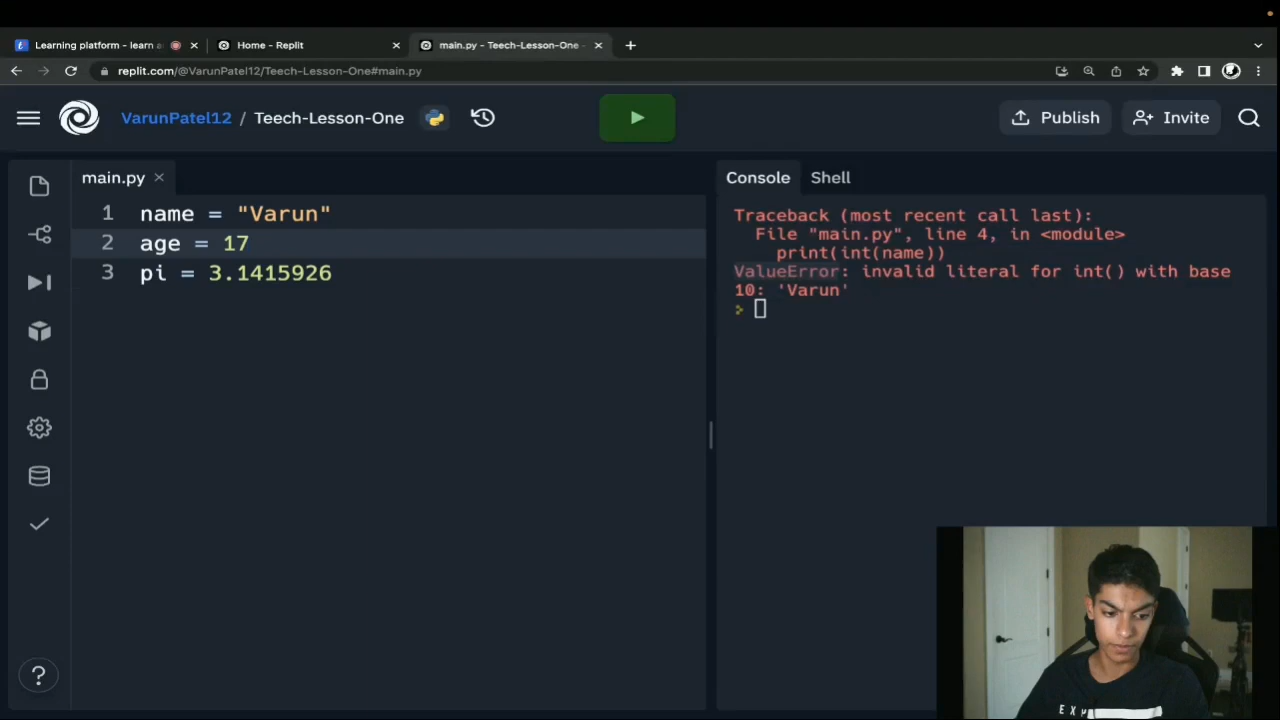 Learning platform - learn a
Home - Replit
main.py - Teech-Lesson-One -
replit.com/@VarunPatel12/Teech-Lesson-One#main.py
VarunPatel12 / Teech-Lesson-One
Publish
Invite
main.py
1 name = "Varun"
2 age = 17
3 pi = 3.1415926
Console
Shell
Traceback (most recent call last):
File "main.py", line 4, in <module>
print(int(name))
ValueError: invalid literal for int() with base
10: 'Varun'
>
?
EXP